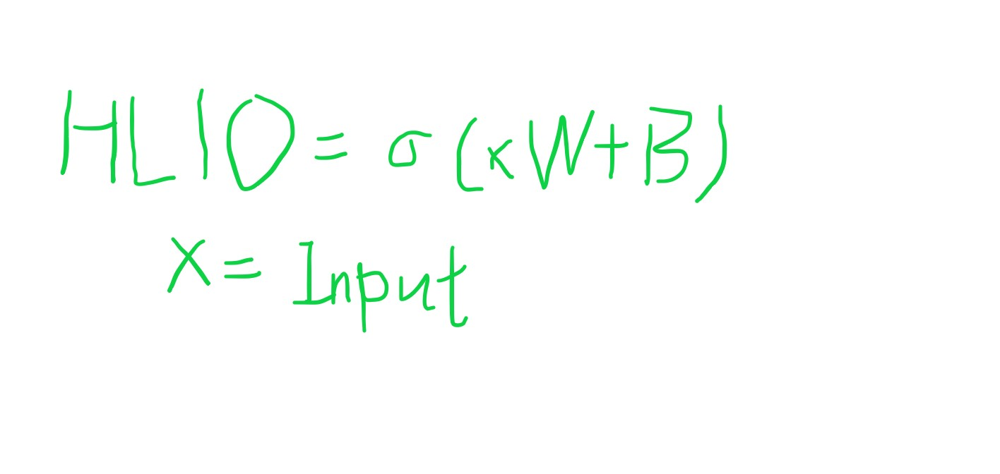 HL1O = σ(xW+B)
X = Input